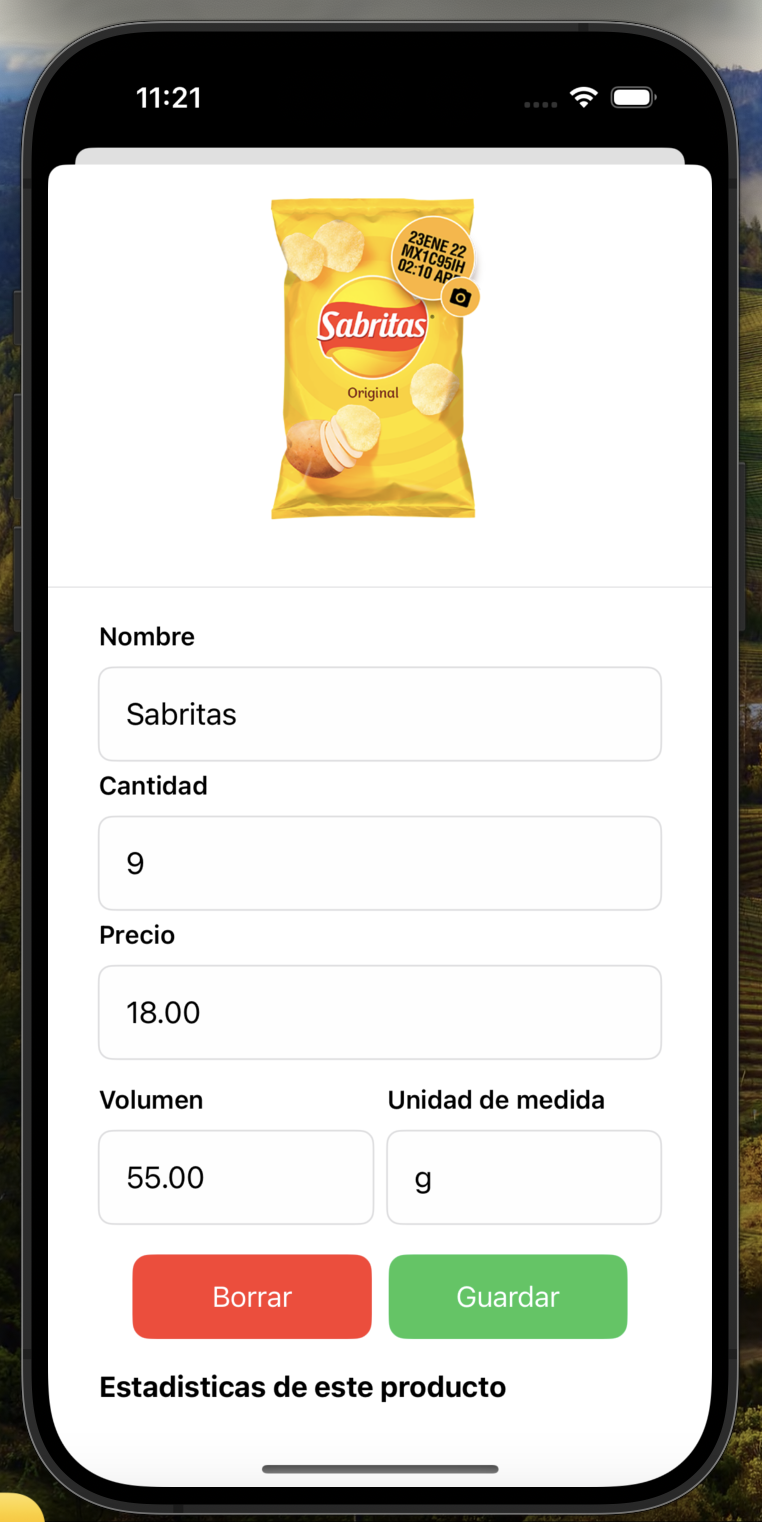 11:21
23ENE 22
MX1C95IH
02:10 AP
Sabritas
Original
Nombre
Sabritas
Cantidad
9
Precio
18.00
Volumen Unidad de medida
55.00 g
Borrar Guardar
Estadisticas de este producto